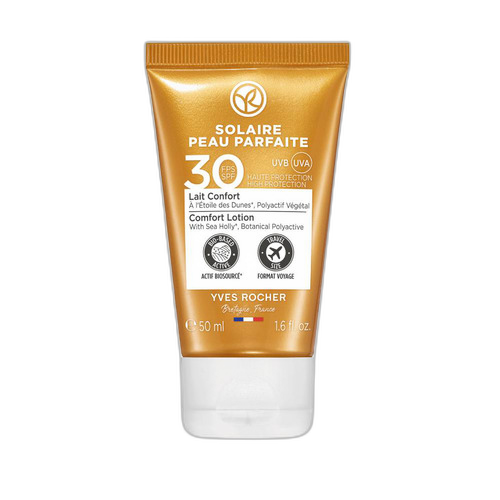 SOLAIRE
PEAU PARFAITE
30 FPS SPF UVB UVA
HAUTE PROTECTION
HIGH PROTECTION
Lait Confort
À l'Étoile des Dunes*, Polyactif Végétal
Comfort Lotion
With Sea Holly*, Botanical Polyactive
BIO-BASED ACTIVE
TRAVEL SIZE
ACTIF BIOSOURCÉ*
FORMAT VOYAGE
YVES ROCHER
Bretagne, France
℮50 ml 1.6 fl. oz.